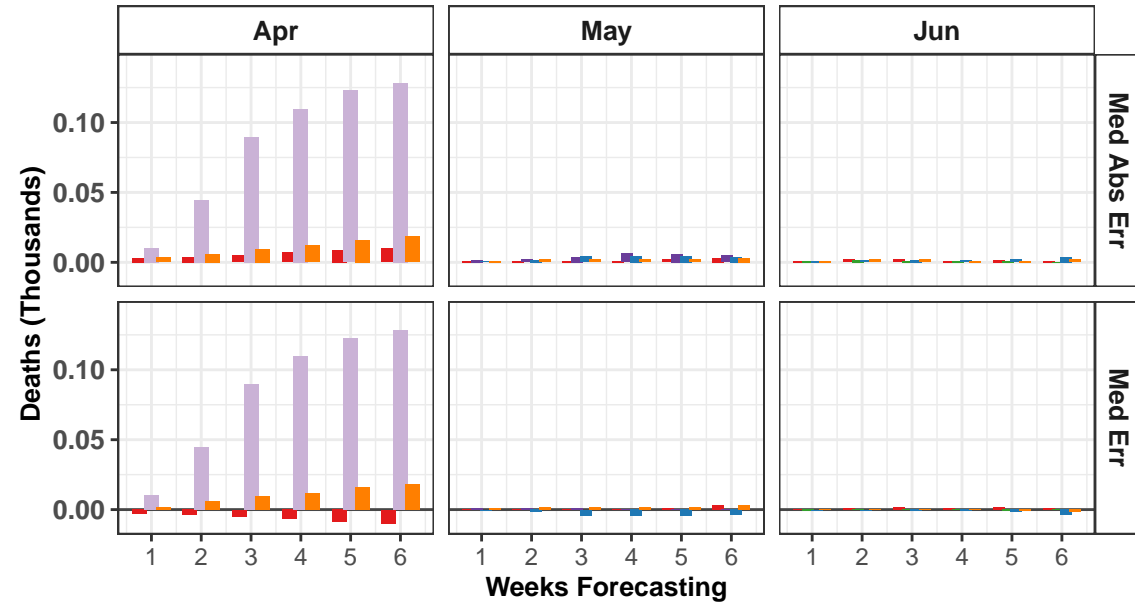 Apr May Jun
Deaths (Thousands)
0.10
0.05
0.00
Med Abs Err
0.10
0.05
0.00
Med Err
1 2 3 4 5 6 1 2 3 4 5 6 1 2 3 4 5 6
Weeks Forecasting